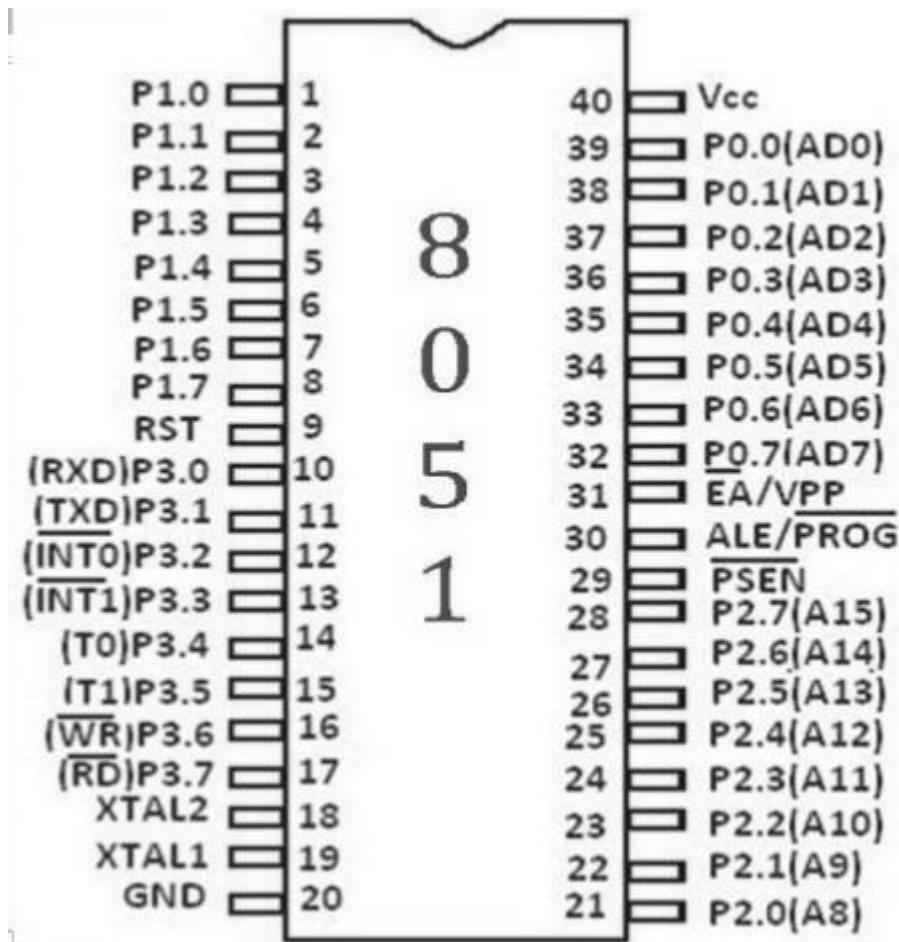 P1.0 1
P1.1 2
P1.2 3
P1.3 4
P1.4 5
P1.5 6
P1.6 7
P1.7 8
RST 9
(RXD)P3.0 10
(TXD)P3.1 11
(INT0)P3.2 12
(INT1)P3.3 13
(T0)P3.4 14
(T1)P3.5 15
(WR)P3.6 16
(RD)P3.7 17
XTAL2 18
XTAL1 19
GND 20
8
0
5
1
40 Vcc
39 P0.0(AD0)
38 P0.1(AD1)
37 P0.2(AD2)
36 P0.3(AD3)
35 P0.4(AD4)
34 P0.5(AD5)
33 P0.6(AD6)
32 P0.7(AD7)
31 EA/VPP
30 ALE/PROG
29 PSEN
28 P2.7(A15)
27 P2.6(A14)
26 P2.5(A13)
25 P2.4(A12)
24 P2.3(A11)
23 P2.2(A10)
22 P2.1(A9)
21 P2.0(A8)